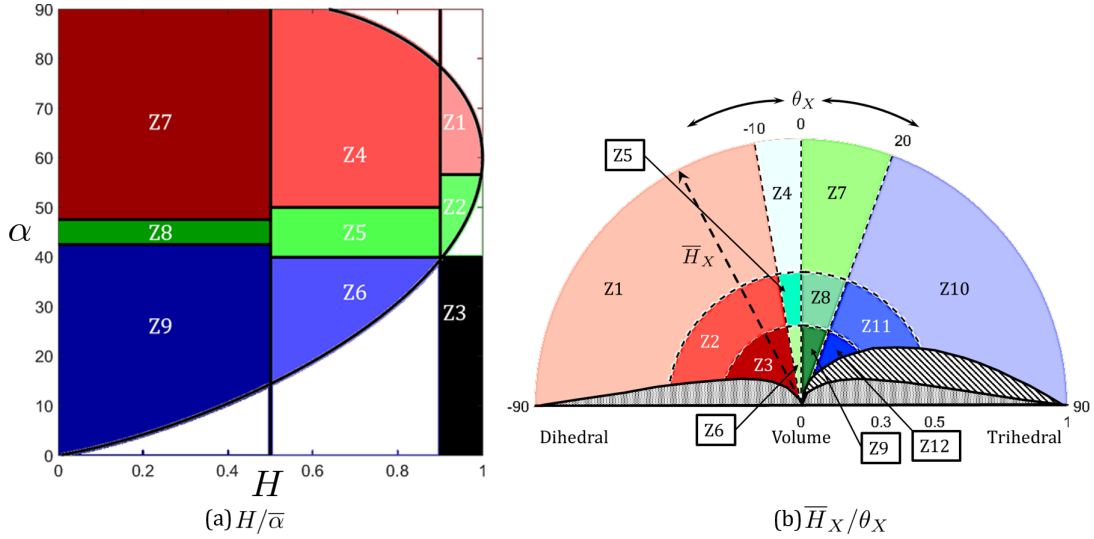 90
80
70
60
50
40
30
20
10
0
α
Z7
Z8
Z9
Z4
Z5
Z6
Z1
Z2
Z3
0 0.2 0.4 0.6 0.8 1
H
(a) H/α̅
θ_X
-10 0 20
Z5
Z4 Z7
H̅_X
Z1 Z10
Z8
Z11
Z2
Z3
-90 90
Z6 0 Z9 0.3 Z12 0.5 1
Dihedral Volume Trihedral
(b) H̅_X/θ_X